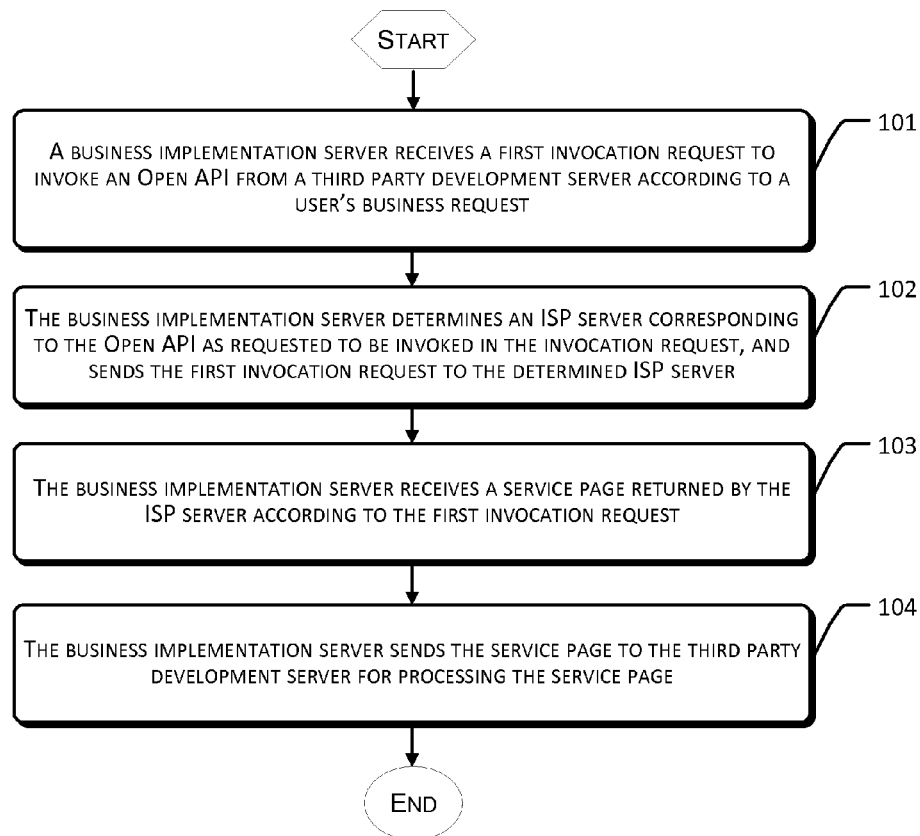 START
A BUSINESS IMPLEMENTATION SERVER RECEIVES A FIRST INVOCATION REQUEST TO
INVOKE AN OPEN API FROM A THIRD PARTY DEVELOPMENT SERVER ACCORDING TO A
USER'S BUSINESS REQUEST
101
THE BUSINESS IMPLEMENTATION SERVER DETERMINES AN ISP SERVER CORRESPONDING
TO THE OPEN API AS REQUESTED TO BE INVOKED IN THE INVOCATION REQUEST, AND
SENDS THE FIRST INVOCATION REQUEST TO THE DETERMINED ISP SERVER
102
THE BUSINESS IMPLEMENTATION SERVER RECEIVES A SERVICE PAGE RETURNED BY THE
ISP SERVER ACCORDING TO THE FIRST INVOCATION REQUEST
103
THE BUSINESS IMPLEMENTATION SERVER SENDS THE SERVICE PAGE TO THE THIRD PARTY
DEVELOPMENT SERVER FOR PROCESSING THE SERVICE PAGE
104
END